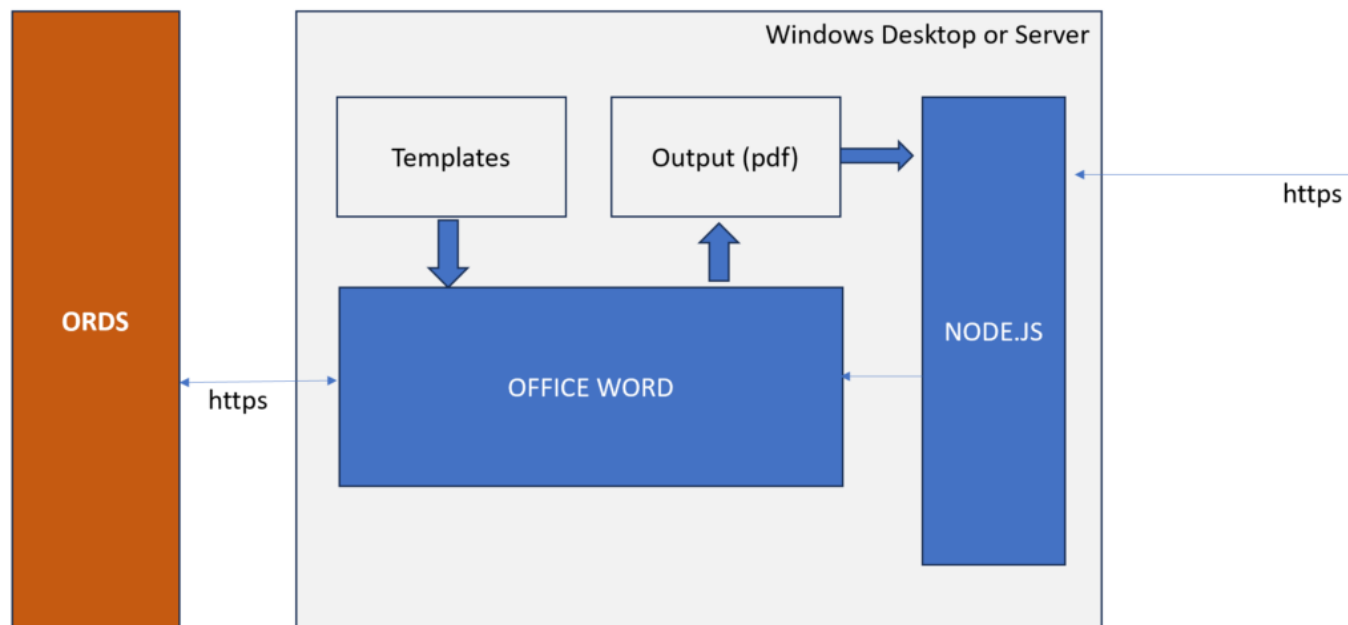 Windows Desktop or Server
Templates
Output (pdf)
https
ORDS
NODE.JS
OFFICE WORD
https